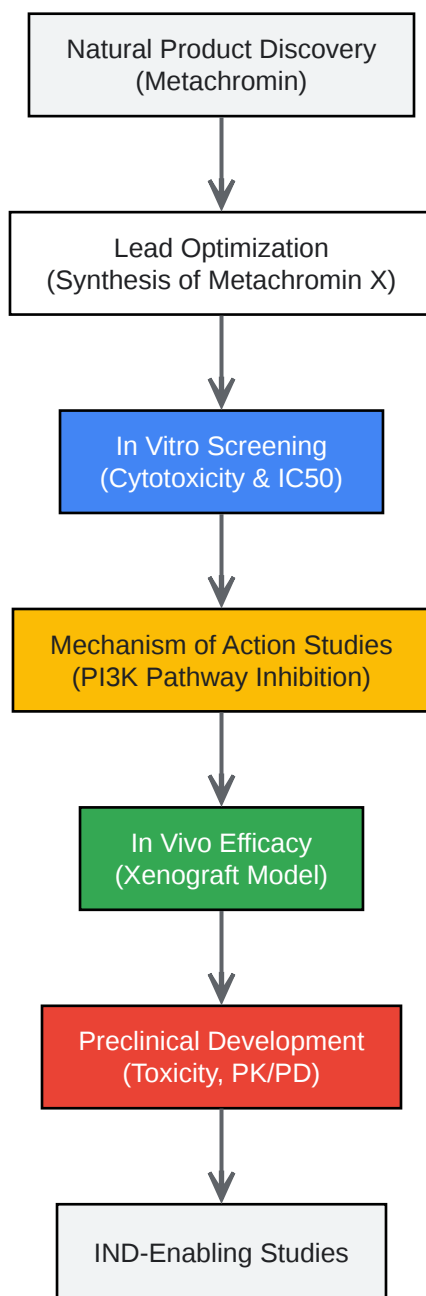 Natural Product Discovery
(Metachromin)
Lead Optimization
(Synthesis of Metachromin X)
In Vitro Screening
(Cytotoxicity & IC50)
Mechanism of Action Studies
(PI3K Pathway Inhibition)
In Vivo Efficacy
(Xenograft Model)
Preclinical Development
(Toxicity, PK/PD)
IND-Enabling Studies